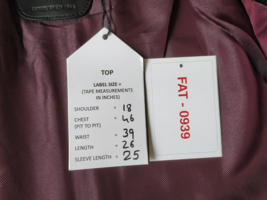 TOP
LABEL SIZE =
(TAPE MEASUREMENTS
IN INCHES)
SHOULDER = 18
CHEST = 46
(PIT TO PIT)
WAIST = 39
LENGTH = 26
SLEEVE LENGTH = 25
FAT - 0939